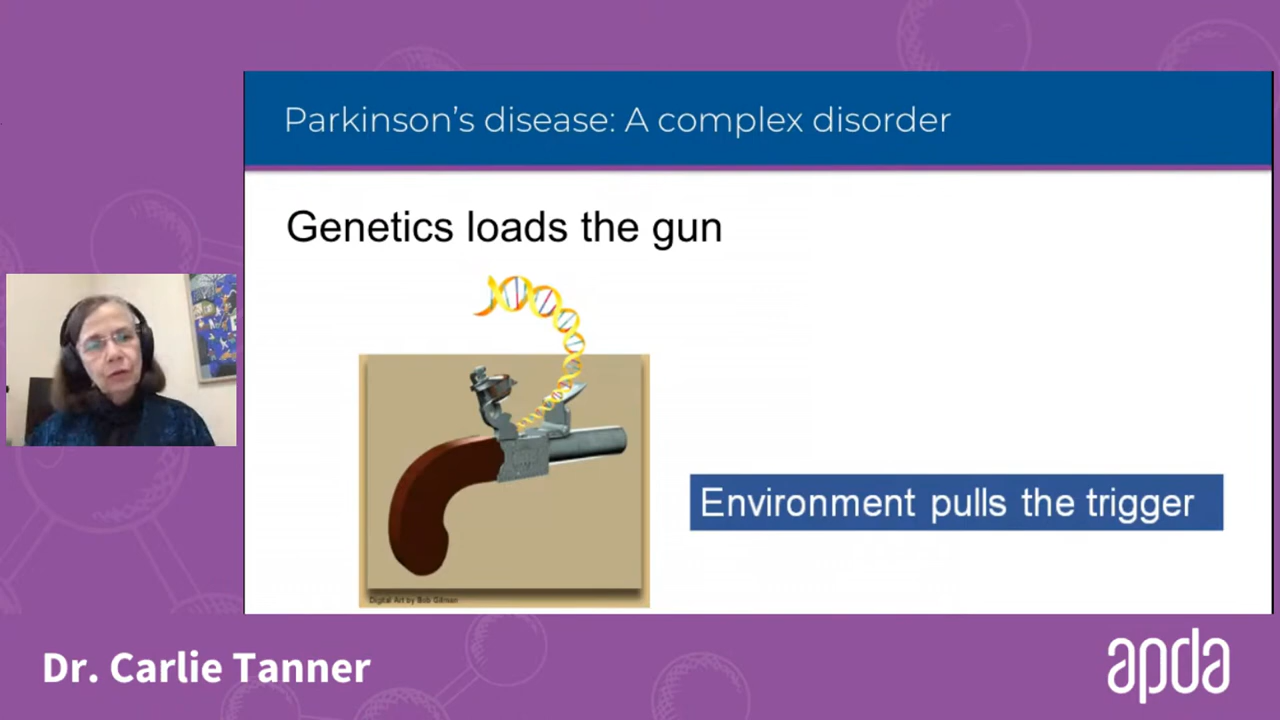 Parkinson's disease: A complex disorder
Genetics loads the gun
Environment pulls the trigger
Digital Art by Bob Gilman
Dr. Carlie Tanner
apda